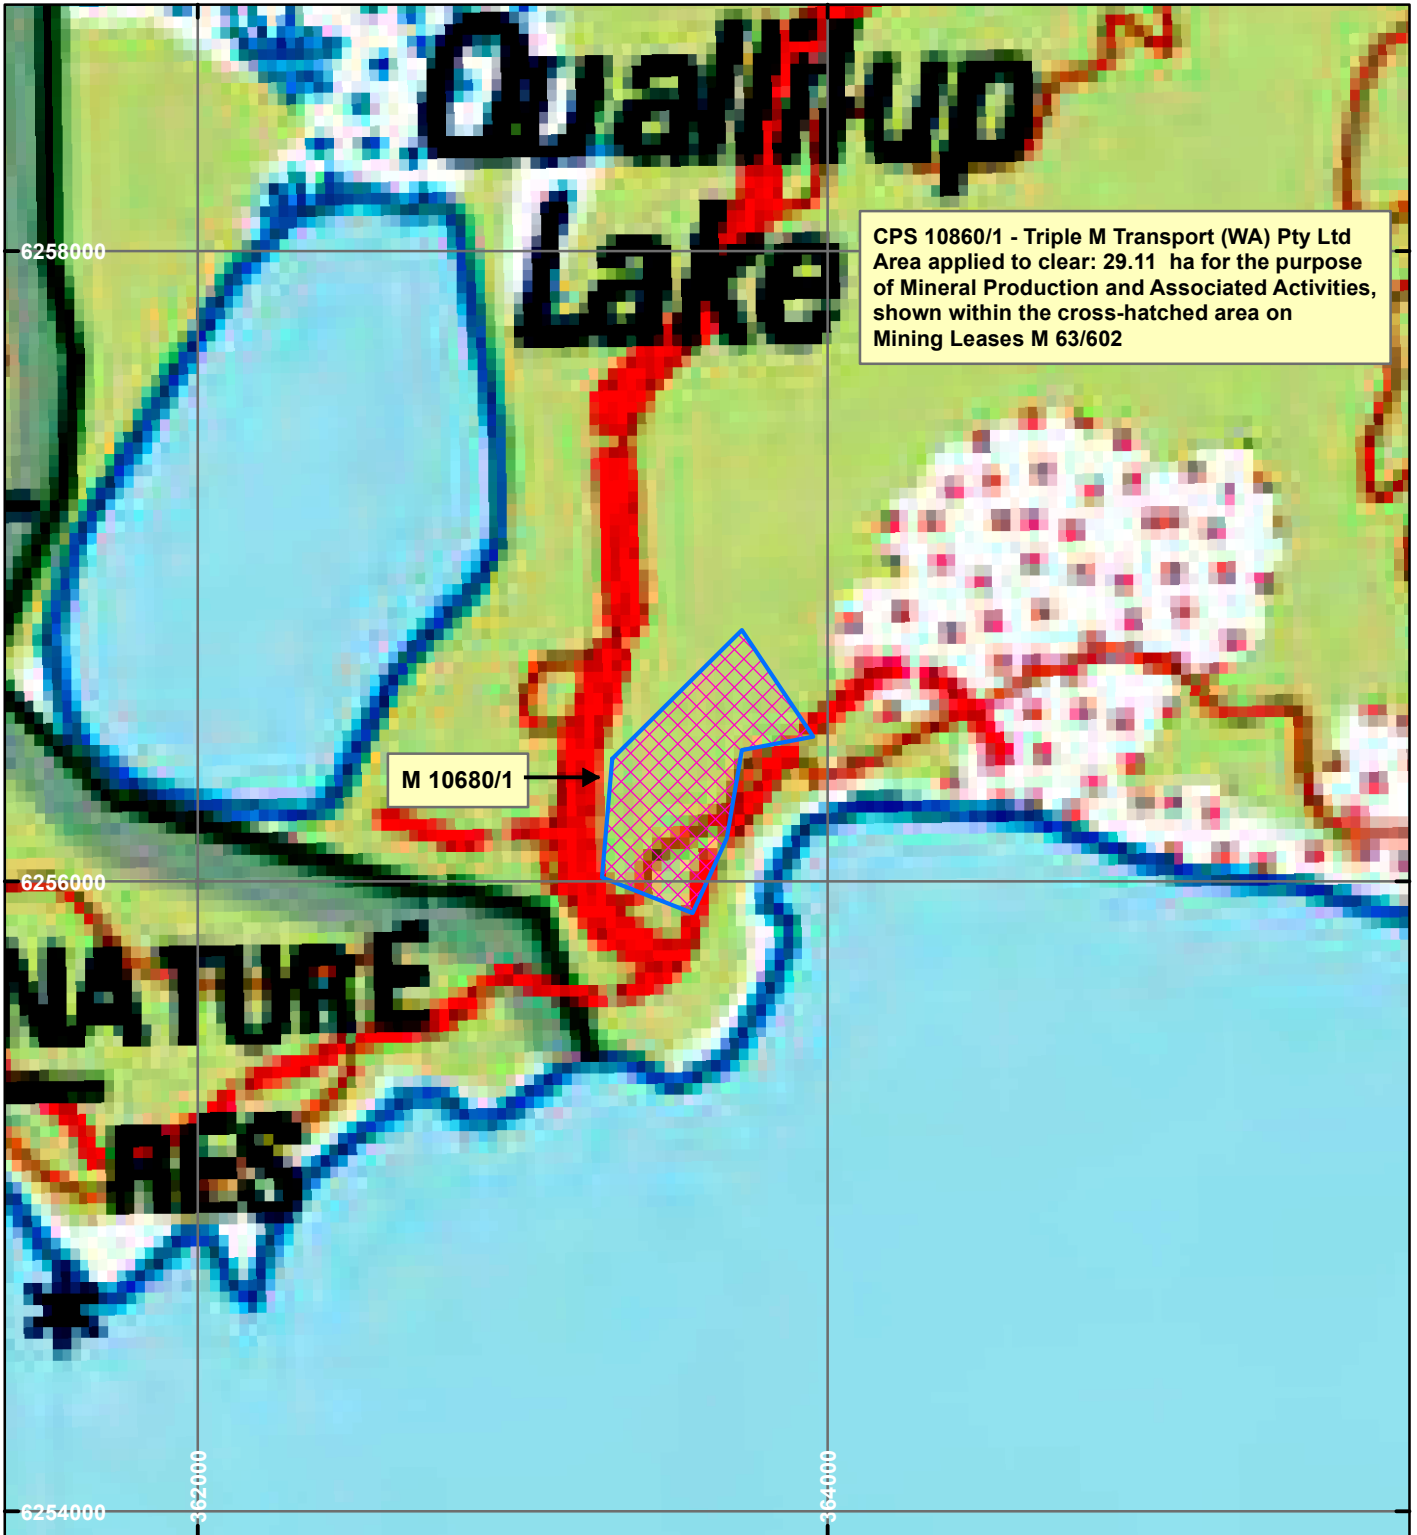 Quallilup
Lake
6258000
CPS 10860/1 - Triple M Transport (WA) Pty Ltd
Area applied to clear: 29.11 ha for the purpose
of Mineral Production and Associated Activities,
shown within the cross-hatched area on
Mining Leases M 63/602
M 10680/1
6256000
NATURE
RES
362000
364000
6254000